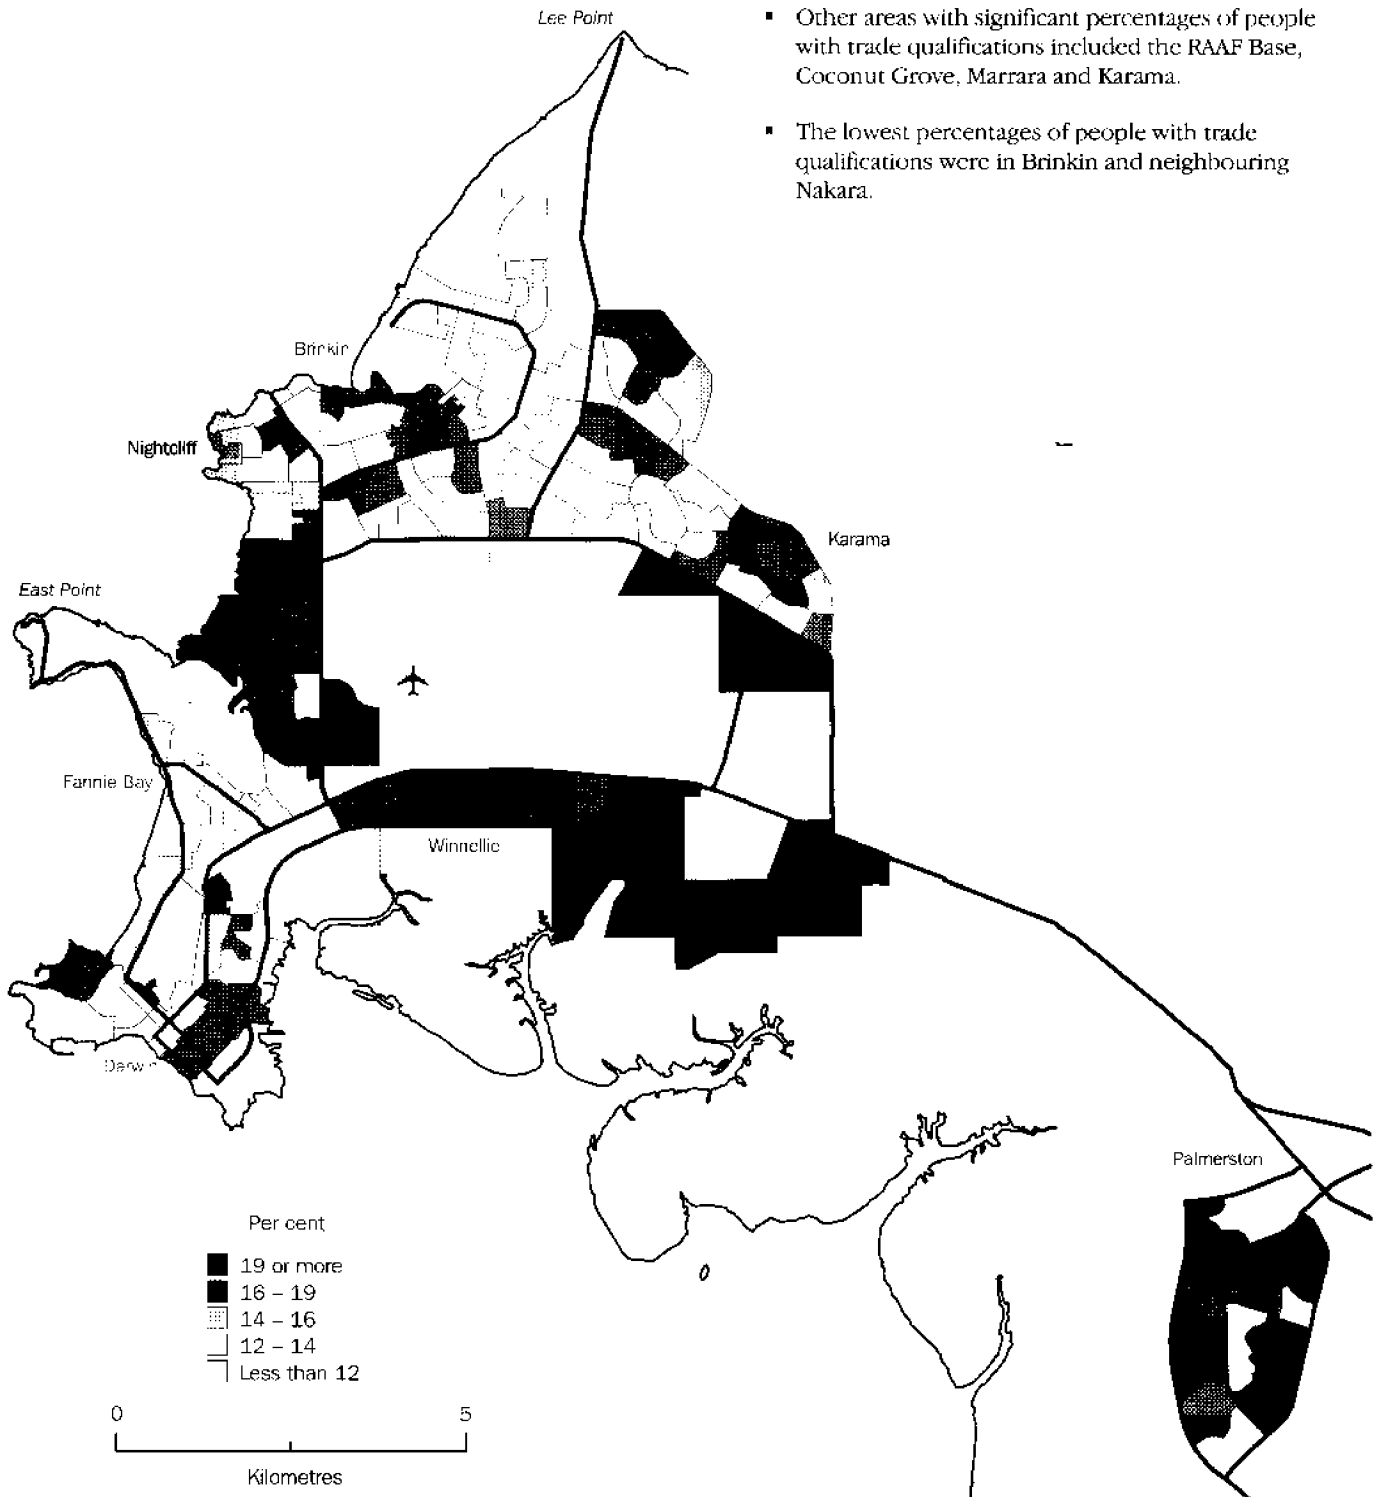 Lee Point
▪ Other areas with significant percentages of people
with trade qualifications included the RAAF Base,
Coconut Grove, Marrara and Karama.
▪ The lowest percentages of people with trade
qualifications were in Brinkin and neighbouring
Nakara.
Brinkin
Nightcliff
Karama
East Point
Fannie Bay
Winnellie
Darwin
Palmerston
Per cent
19 or more
16 – 19
14 – 16
12 – 14
Less than 12
0 5
Kilometres